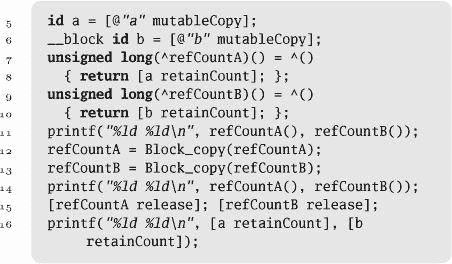 5 id a = [@"a" mutableCopy];
6 __block id b = [@"b" mutableCopy];
7 unsigned long(^refCountA)() = ^()
8 { return [a retainCount]; };
9 unsigned long(^refCountB)() = ^()
10 { return [b retainCount]; };
11 printf("%ld %ld\n", refCountA(), refCountB());
12 refCountA = Block_copy(refCountA);
13 refCountB = Block_copy(refCountB);
14 printf("%ld %ld\n", refCountA(), refCountB());
15 [refCountA release]; [refCountB release];
16 printf("%ld %ld\n", [a retainCount], [b
retainCount]);